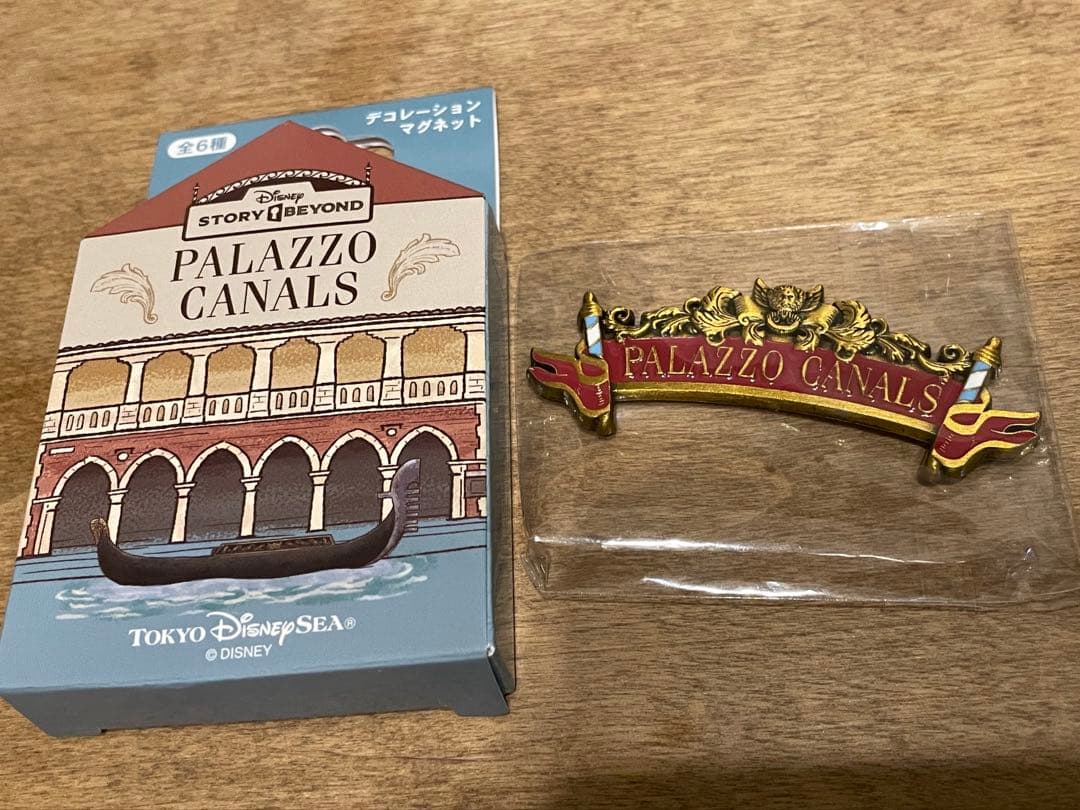 デコレーション
マグネット
全6種
Disney
STORY BEYOND
PALAZZO
CANALS
TOKYO DISNEYSEA®
© DISNEY
PALAZZO CANALS